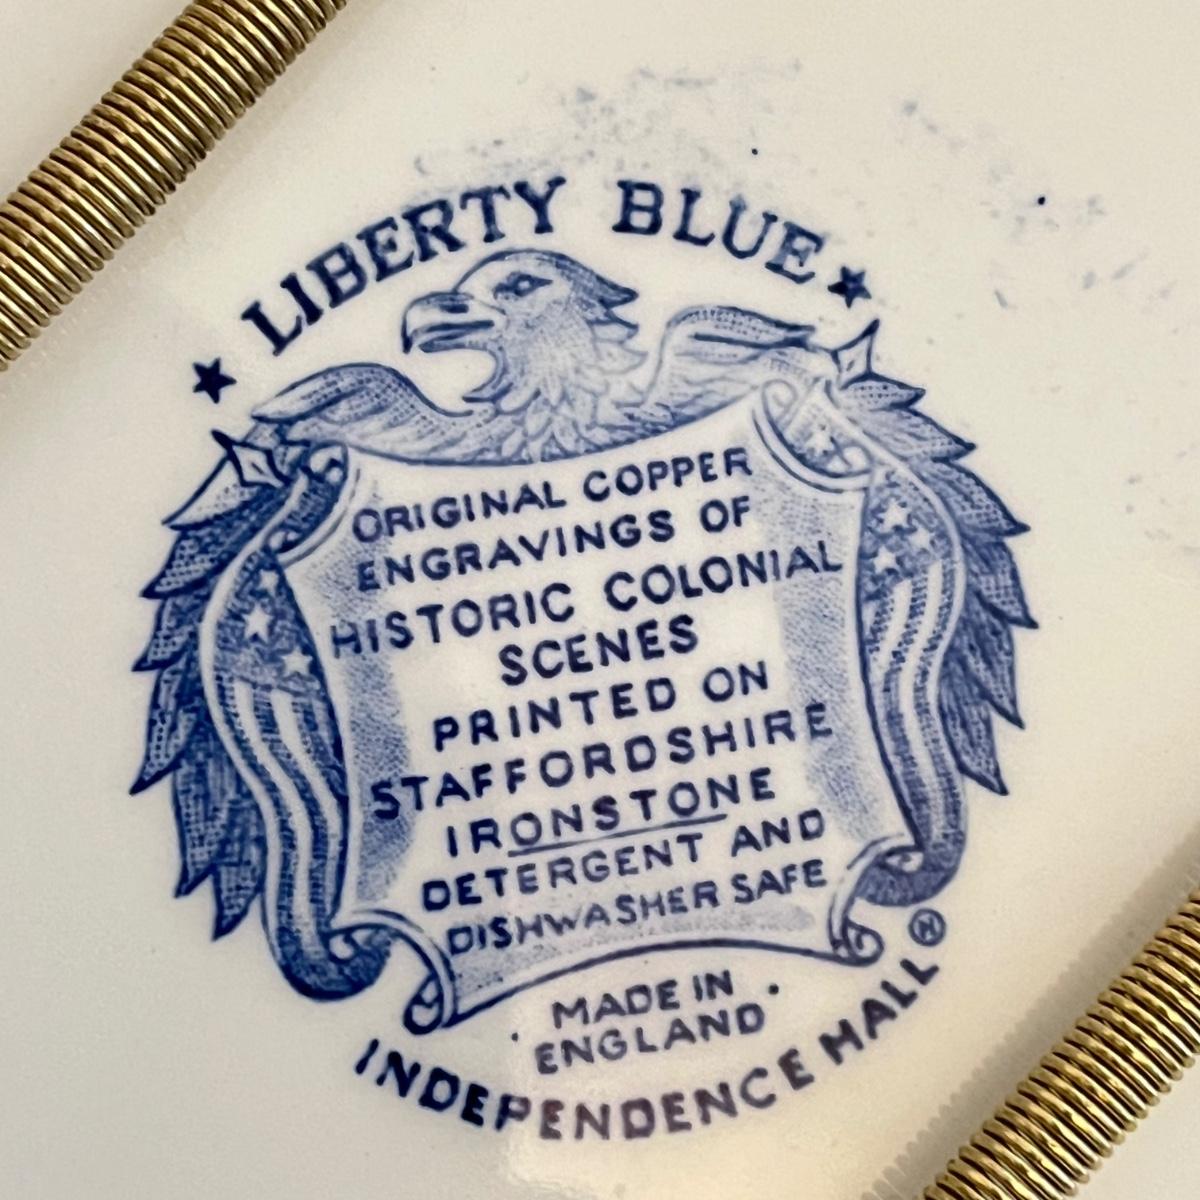 LIBERTY BLUE
ORIGINAL COPPER
ENGRAVINGS OF
HISTORIC COLONIAL
SCENES
PRINTED ON
STAFFORDSHIRE
IRONSTONE
DETERGENT AND
DISHWASHER SAFE
MADE IN
ENGLAND
INDEPENDENCE HALL ®